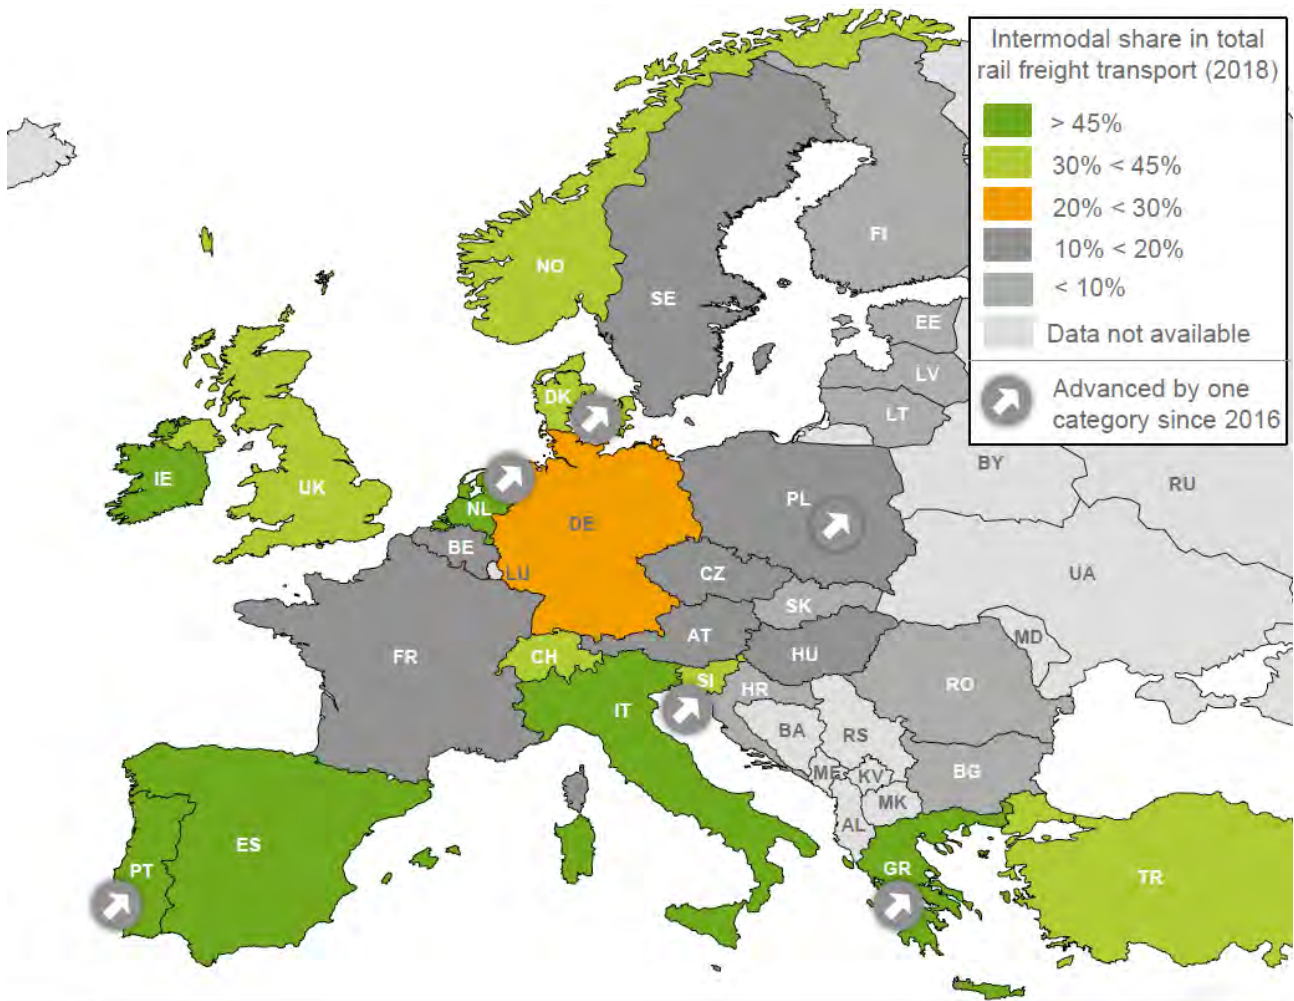 Intermodal share in total
rail freight transport (2018)
> 45%
30% < 45%
20% < 30%
10% < 20%
< 10%
Data not available
Advanced by one
category since 2016
NO
SE
FI
EE
LV
LT
DK
IE
UK
NL
BE
LU
DE
PL
BY
RU
UA
CZ
SK
MD
FR
CH
AT
HU
SI
HR
RO
IT
BA
RS
ME
KV
BG
MK
AL
PT
ES
GR
TR